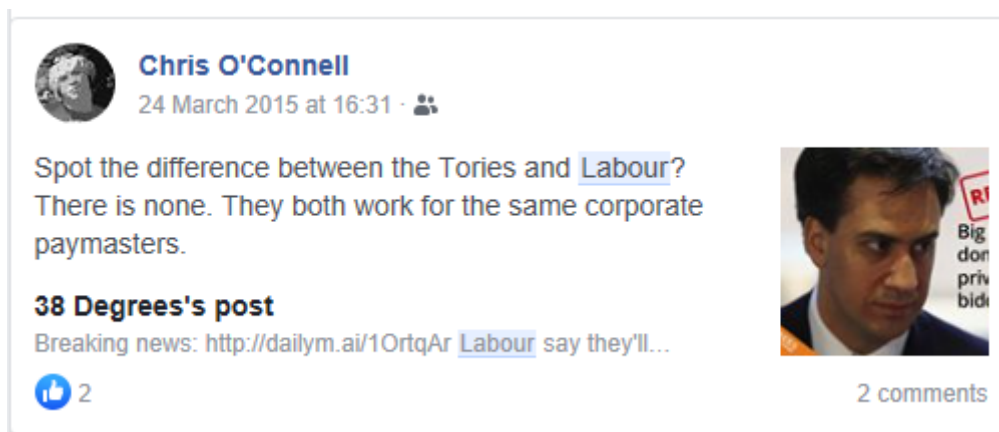 Chris O'Connell
24 March 2015 at 16:31 ·
Spot the difference between the Tories and Labour?
There is none. They both work for the same corporate
paymasters.
38 Degrees's post
Breaking news: http://dailym.ai/1OrtqAr Labour say they'll...
Big
2
2 comments